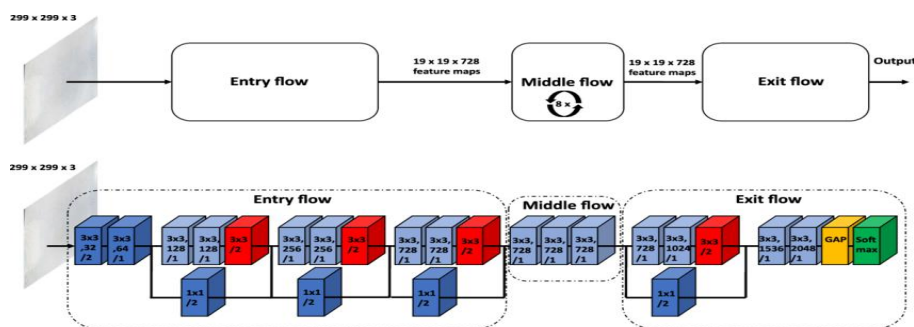 299 x 299 x 3
Entry flow
19 x 19 x 728
feature maps
Middle flow
8 x
19 x 19 x 728
feature maps
Exit flow
Output
299 x 299 x 3
Entry flow
Middle flow
Exit flow
3x3
,32
/2
3x3
,64
/1
3x3,
128
/1
3x3,
128
/1
3x3
/2
3x3,
256
/1
3x3,
256
/1
3x3
/2
3x3,
728
/1
3x3,
728
/1
3x3
/2
3x3,
728
/1
3x3,
728
/1
3x3,
728
/1
3x3,
728
/1
3x3,
1024
/1
3x3
/2
3x3,
1536
/1
3x3,
2048
/1
GAP
Soft
max
1x1
/2
1x1
/2
1x1
/2
1x1
/2